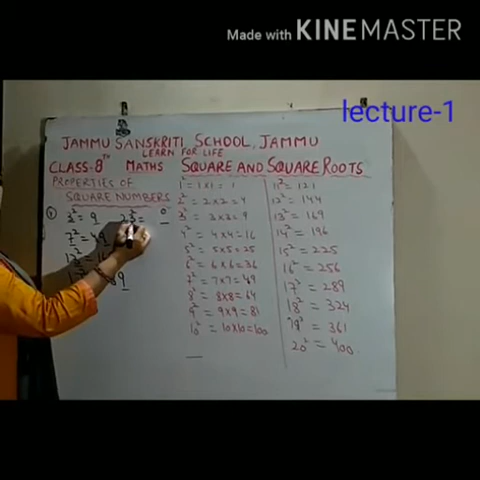 Made with KINEMASTER
lecture-1
JAMMU SANSKRITI SCHOOL, JAMMU
LEARN FOR LIFE
CLASS-8TH MATHS SQUARE AND SQUARE ROOTS
PROPERTIES OF
SQUARE NUMBERS
① 3² = 9 23² =
7² = 49
1² = 1×1 = 1
2² = 2×2 = 4
3² = 3×3 = 9
4² = 4×4 = 16
5² = 5×5 = 25
6² = 6×6 = 36
7² = 7×7 = 49
8² = 8×8 = 64
9² = 9×9 = 81
10² = 10×10 = 100
11² = 121
12² = 144
13² = 169
14² = 196
15² = 225
16² = 256
17² = 289
18² = 324
19² = 361
20² = 400